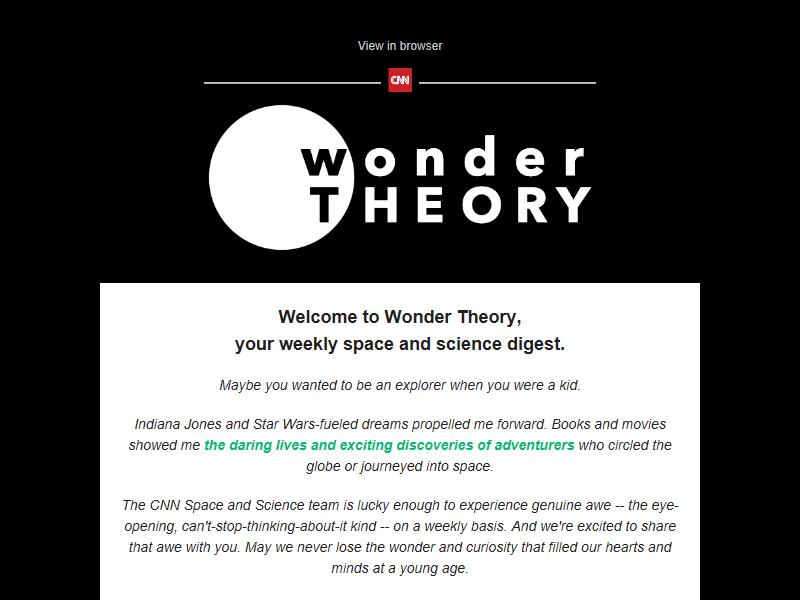 View in browser
CNN
wonder
THEORY
Welcome to Wonder Theory,
your weekly space and science digest.
Maybe you wanted to be an explorer when you were a kid.
Indiana Jones and Star Wars-fueled dreams propelled me forward. Books and movies
showed me the daring lives and exciting discoveries of adventurers who circled the
globe or journeyed into space.
The CNN Space and Science team is lucky enough to experience genuine awe -- the eye-
opening, can't-stop-thinking-about-it kind -- on a weekly basis. And we're excited to share
that awe with you. May we never lose the wonder and curiosity that filled our hearts and
minds at a young age.